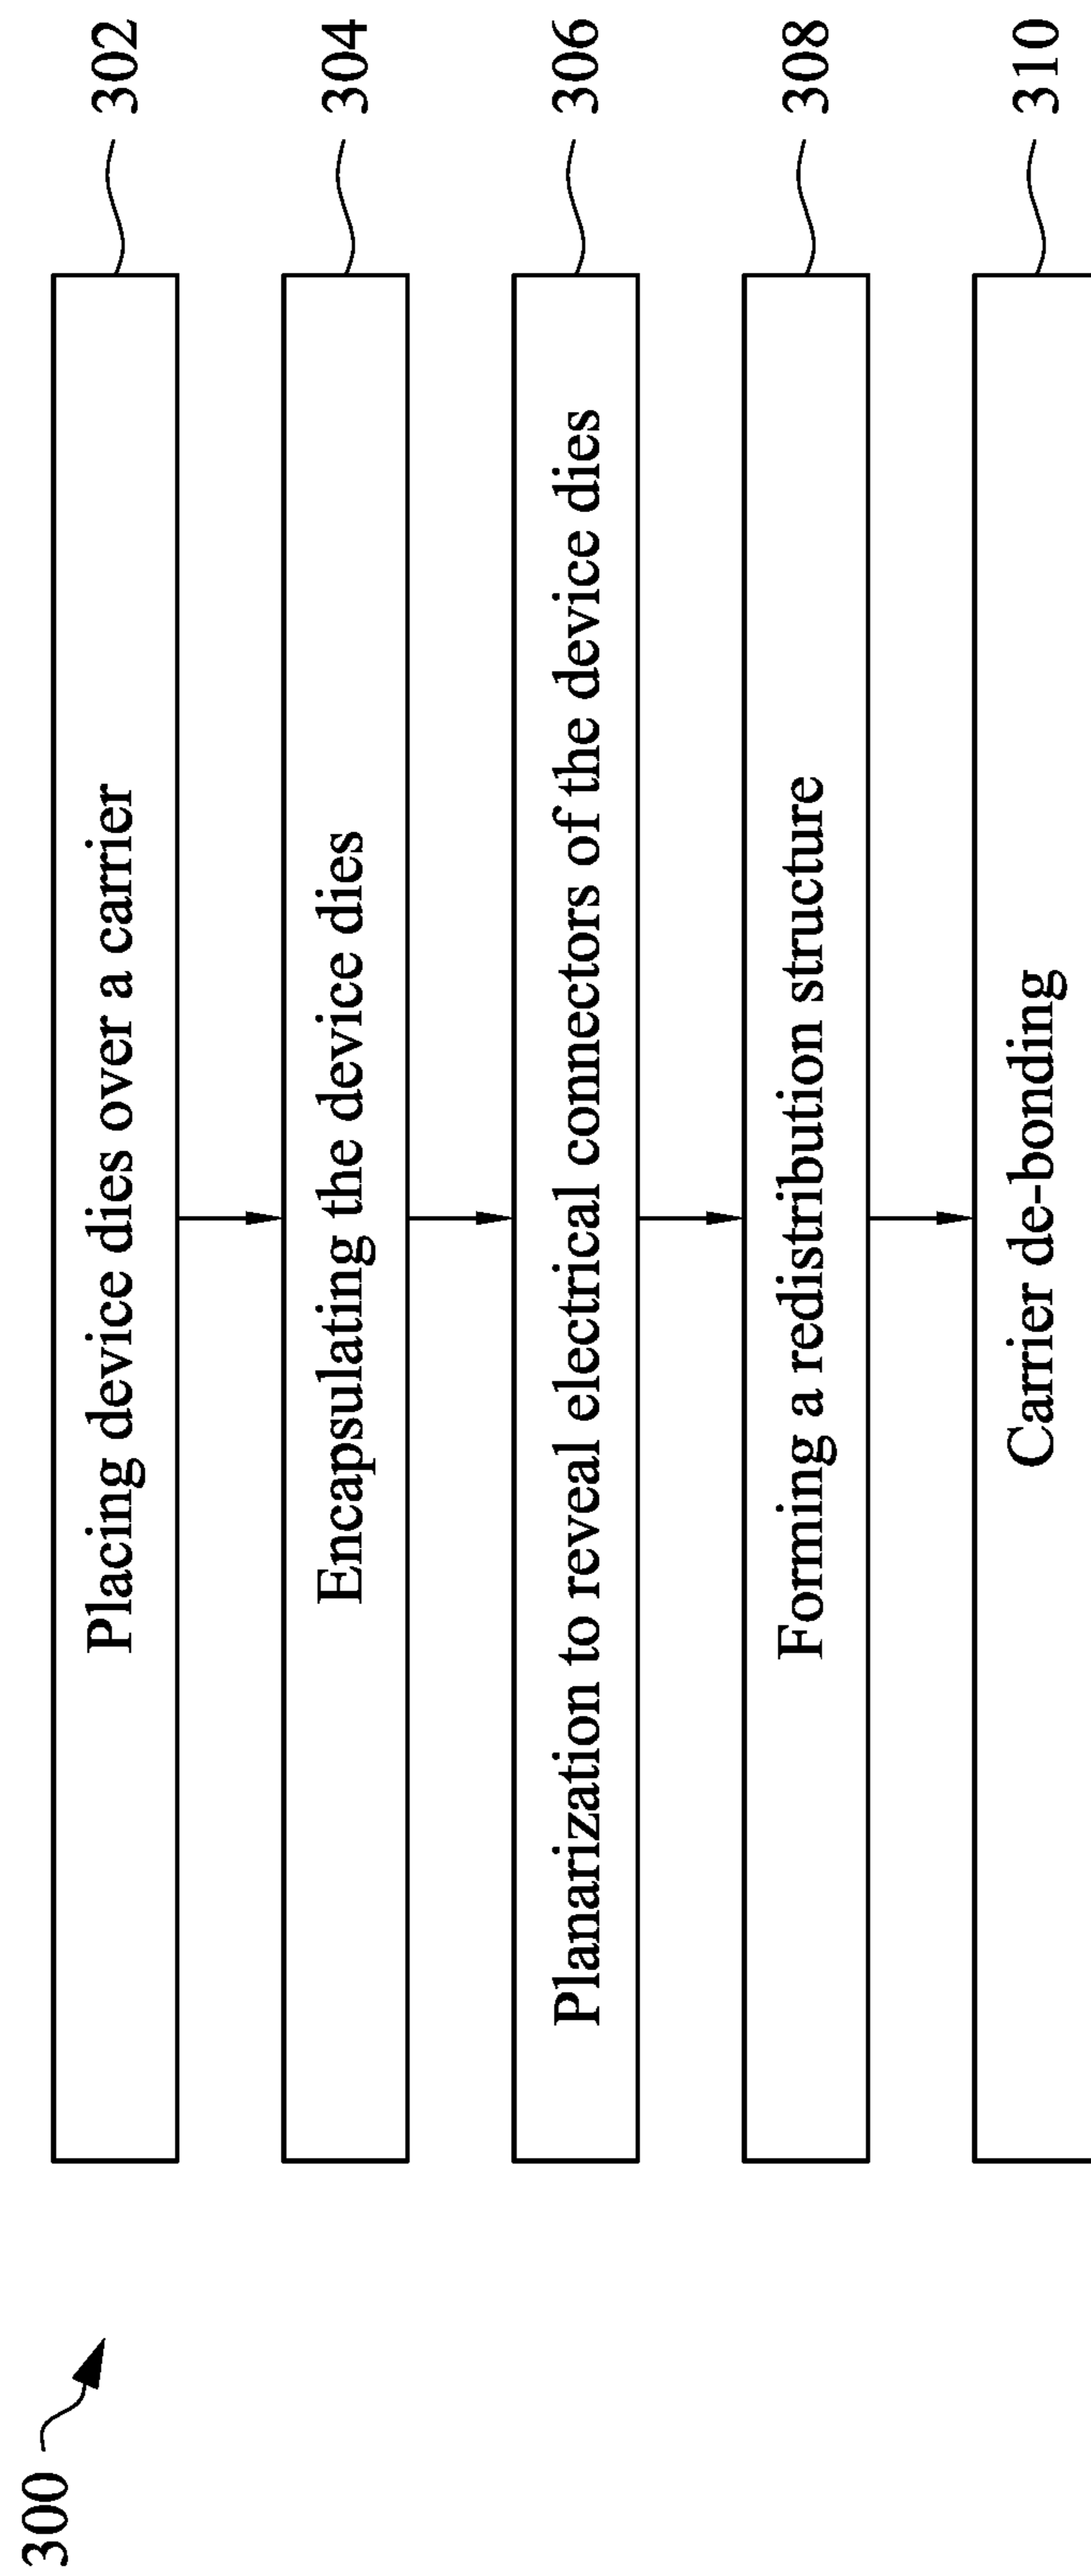 300
Placing device dies over a carrier
302
Encapsulating the device dies
304
Planarization to reveal electrical connectors of the device dies
306
Forming a redistribution structure
308
Carrier de-bonding
310